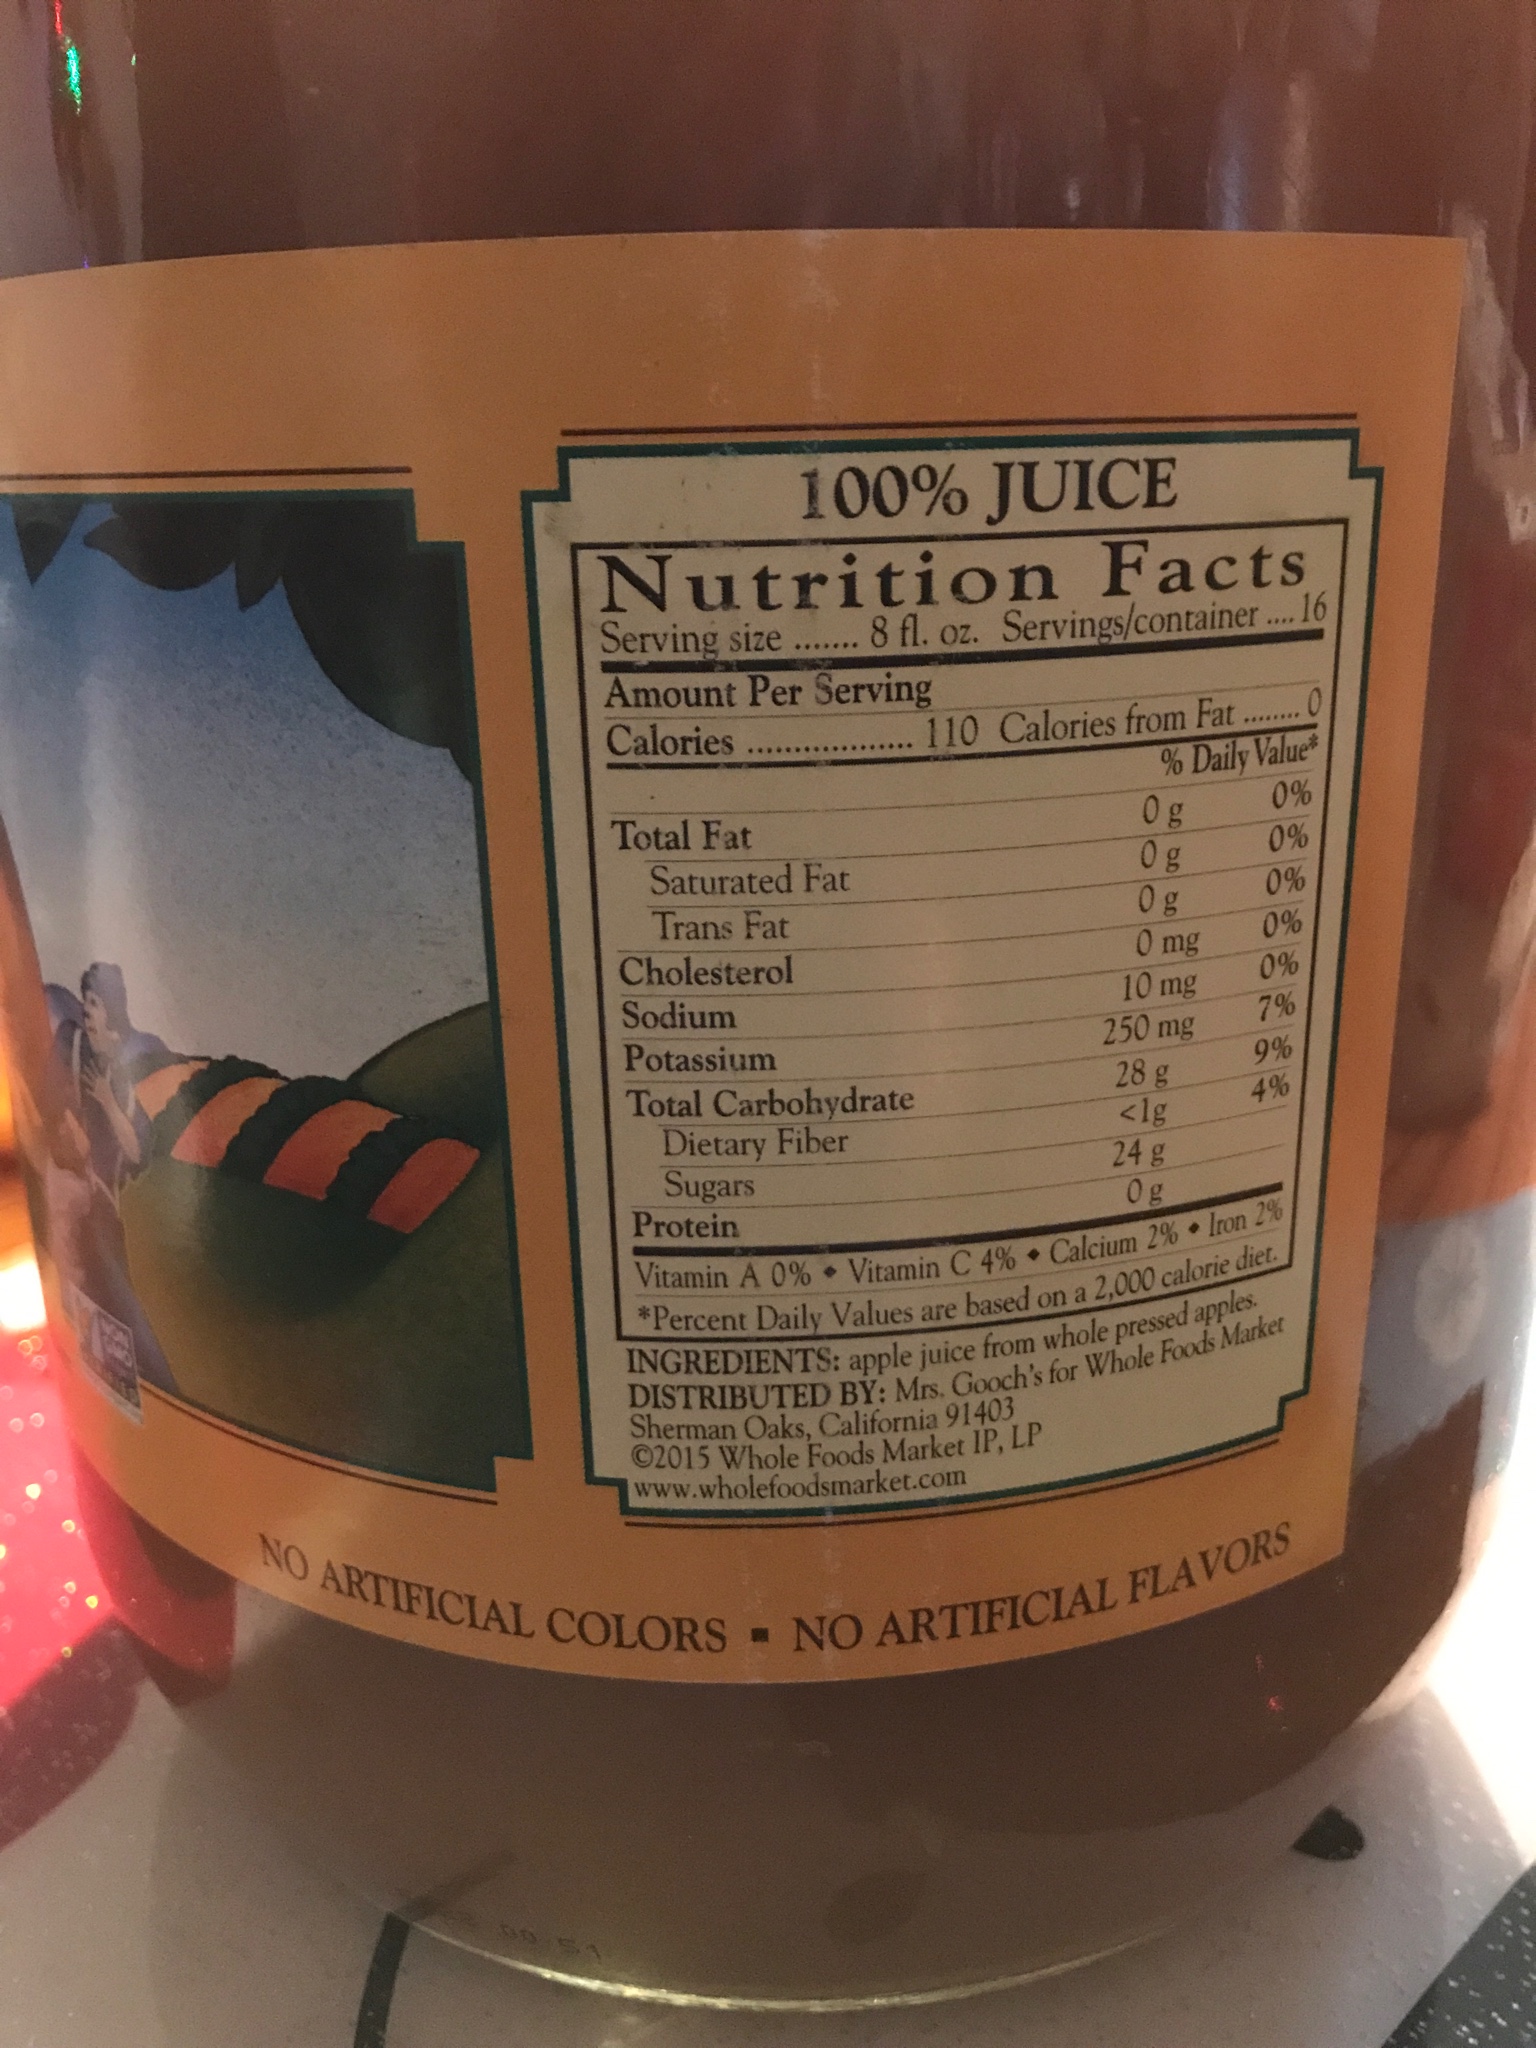 100% JUICE
Nutrition Facts
Serving size ....... 8 fl. oz. Servings/container .... 16
Amount Per Serving
Calories .................. 110 Calories from Fat ........ 0
% Daily Value*
Total Fat 0 g 0%
Saturated Fat 0 g 0%
Trans Fat 0 g 0%
Cholesterol 0 mg 0%
Sodium 10 mg 0%
Potassium 250 mg 7%
Total Carbohydrate 28 g 9%
Dietary Fiber <1g 4%
Sugars 24 g
Protein 0 g
Vitamin A 0% ◆ Vitamin C 4% ◆ Calcium 2% ◆ Iron 2%
*Percent Daily Values are based on a 2,000 calorie diet.
INGREDIENTS: apple juice from whole pressed apples.
DISTRIBUTED BY: Mrs. Gooch's for Whole Foods Market
Sherman Oaks, California 91403
©2015 Whole Foods Market IP, LP
www.wholefoodsmarket.com
NON
GMO
NO ARTIFICIAL COLORS ▪ NO ARTIFICIAL FLAVORS